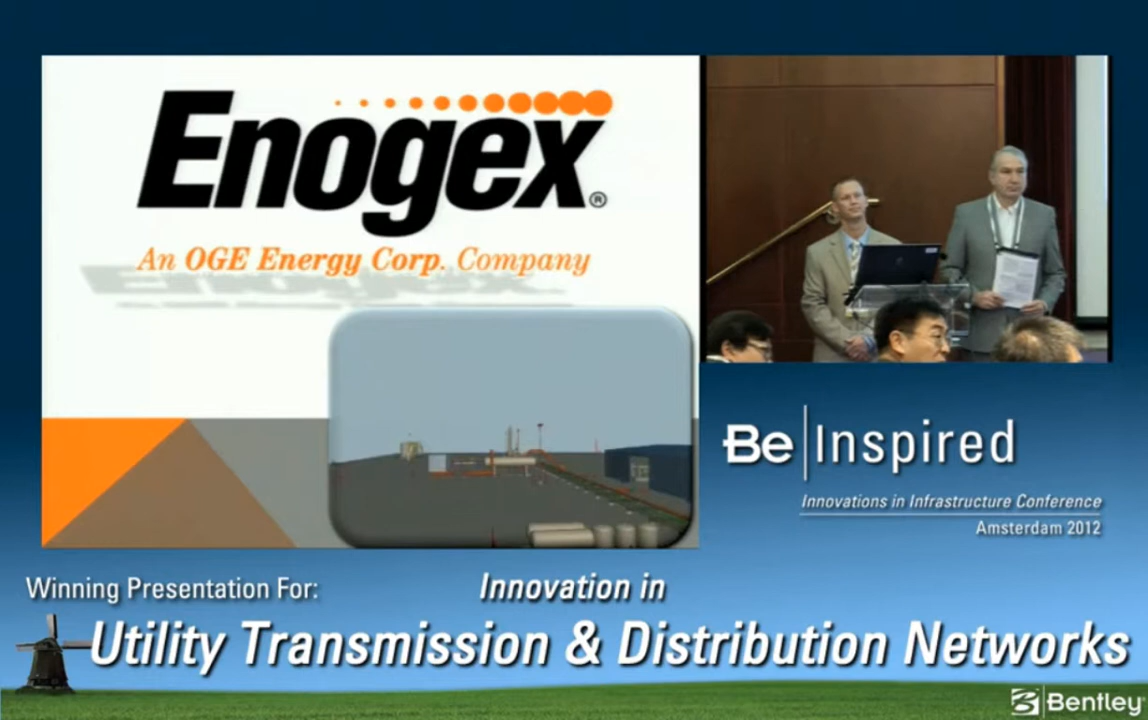 Enogex®
An OGE Energy Corp. Company
Be Inspired
Innovations in Infrastructure Conference
Amsterdam 2012
Winning Presentation For:
Innovation in
Utility Transmission & Distribution Networks
Bentley